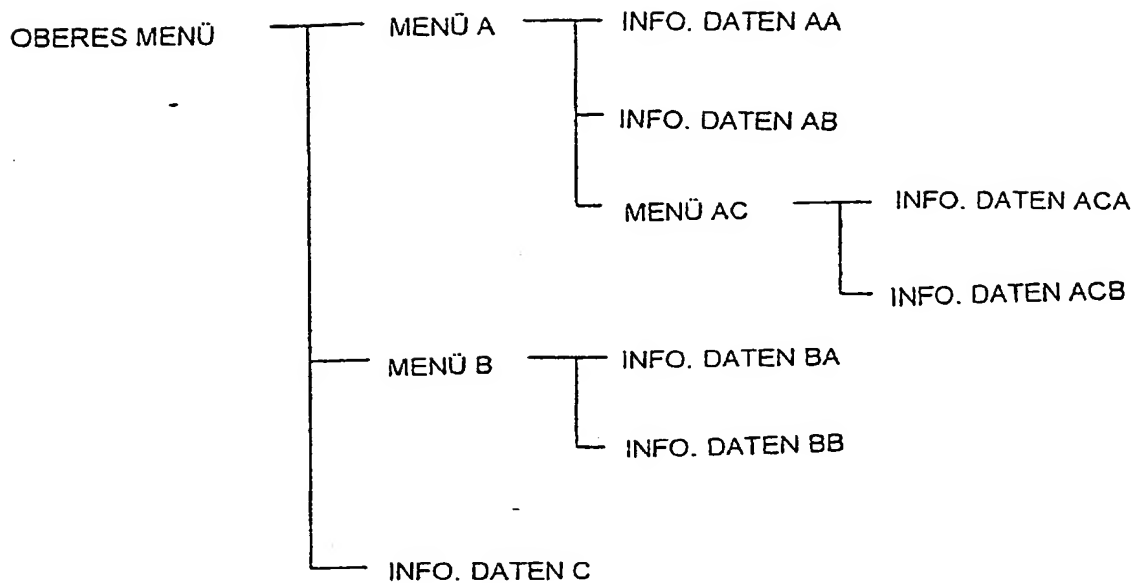 OBERES MENÜ
MENÜ A
INFO. DATEN AA
INFO. DATEN AB
MENÜ AC
INFO. DATEN ACA
INFO. DATEN ACB
MENÜ B
INFO. DATEN BA
INFO. DATEN BB
INFO. DATEN C